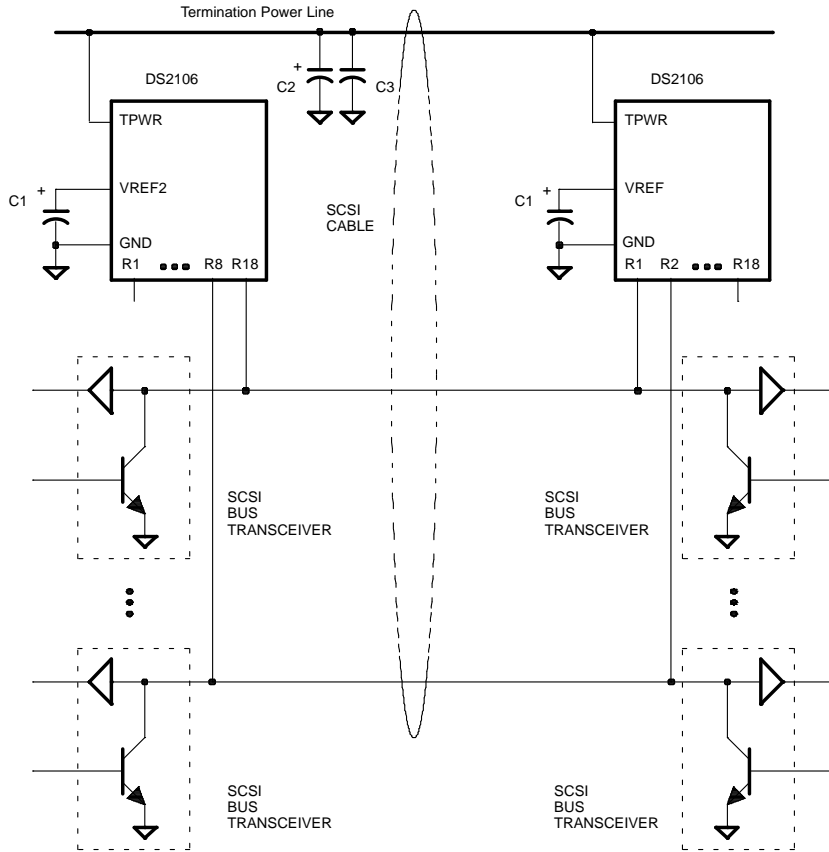 Termination Power Line
DS2106
+
C2
C3
DS2106
TPWR
TPWR
+
C1
VREF2
SCSI
CABLE
+
C1
VREF
GND
GND
R1
R8
R18
R1
R2
R18
SCSI
BUS
TRANSCEIVER
SCSI
BUS
TRANSCEIVER
SCSI
BUS
TRANSCEIVER
SCSI
BUS
TRANSCEIVER